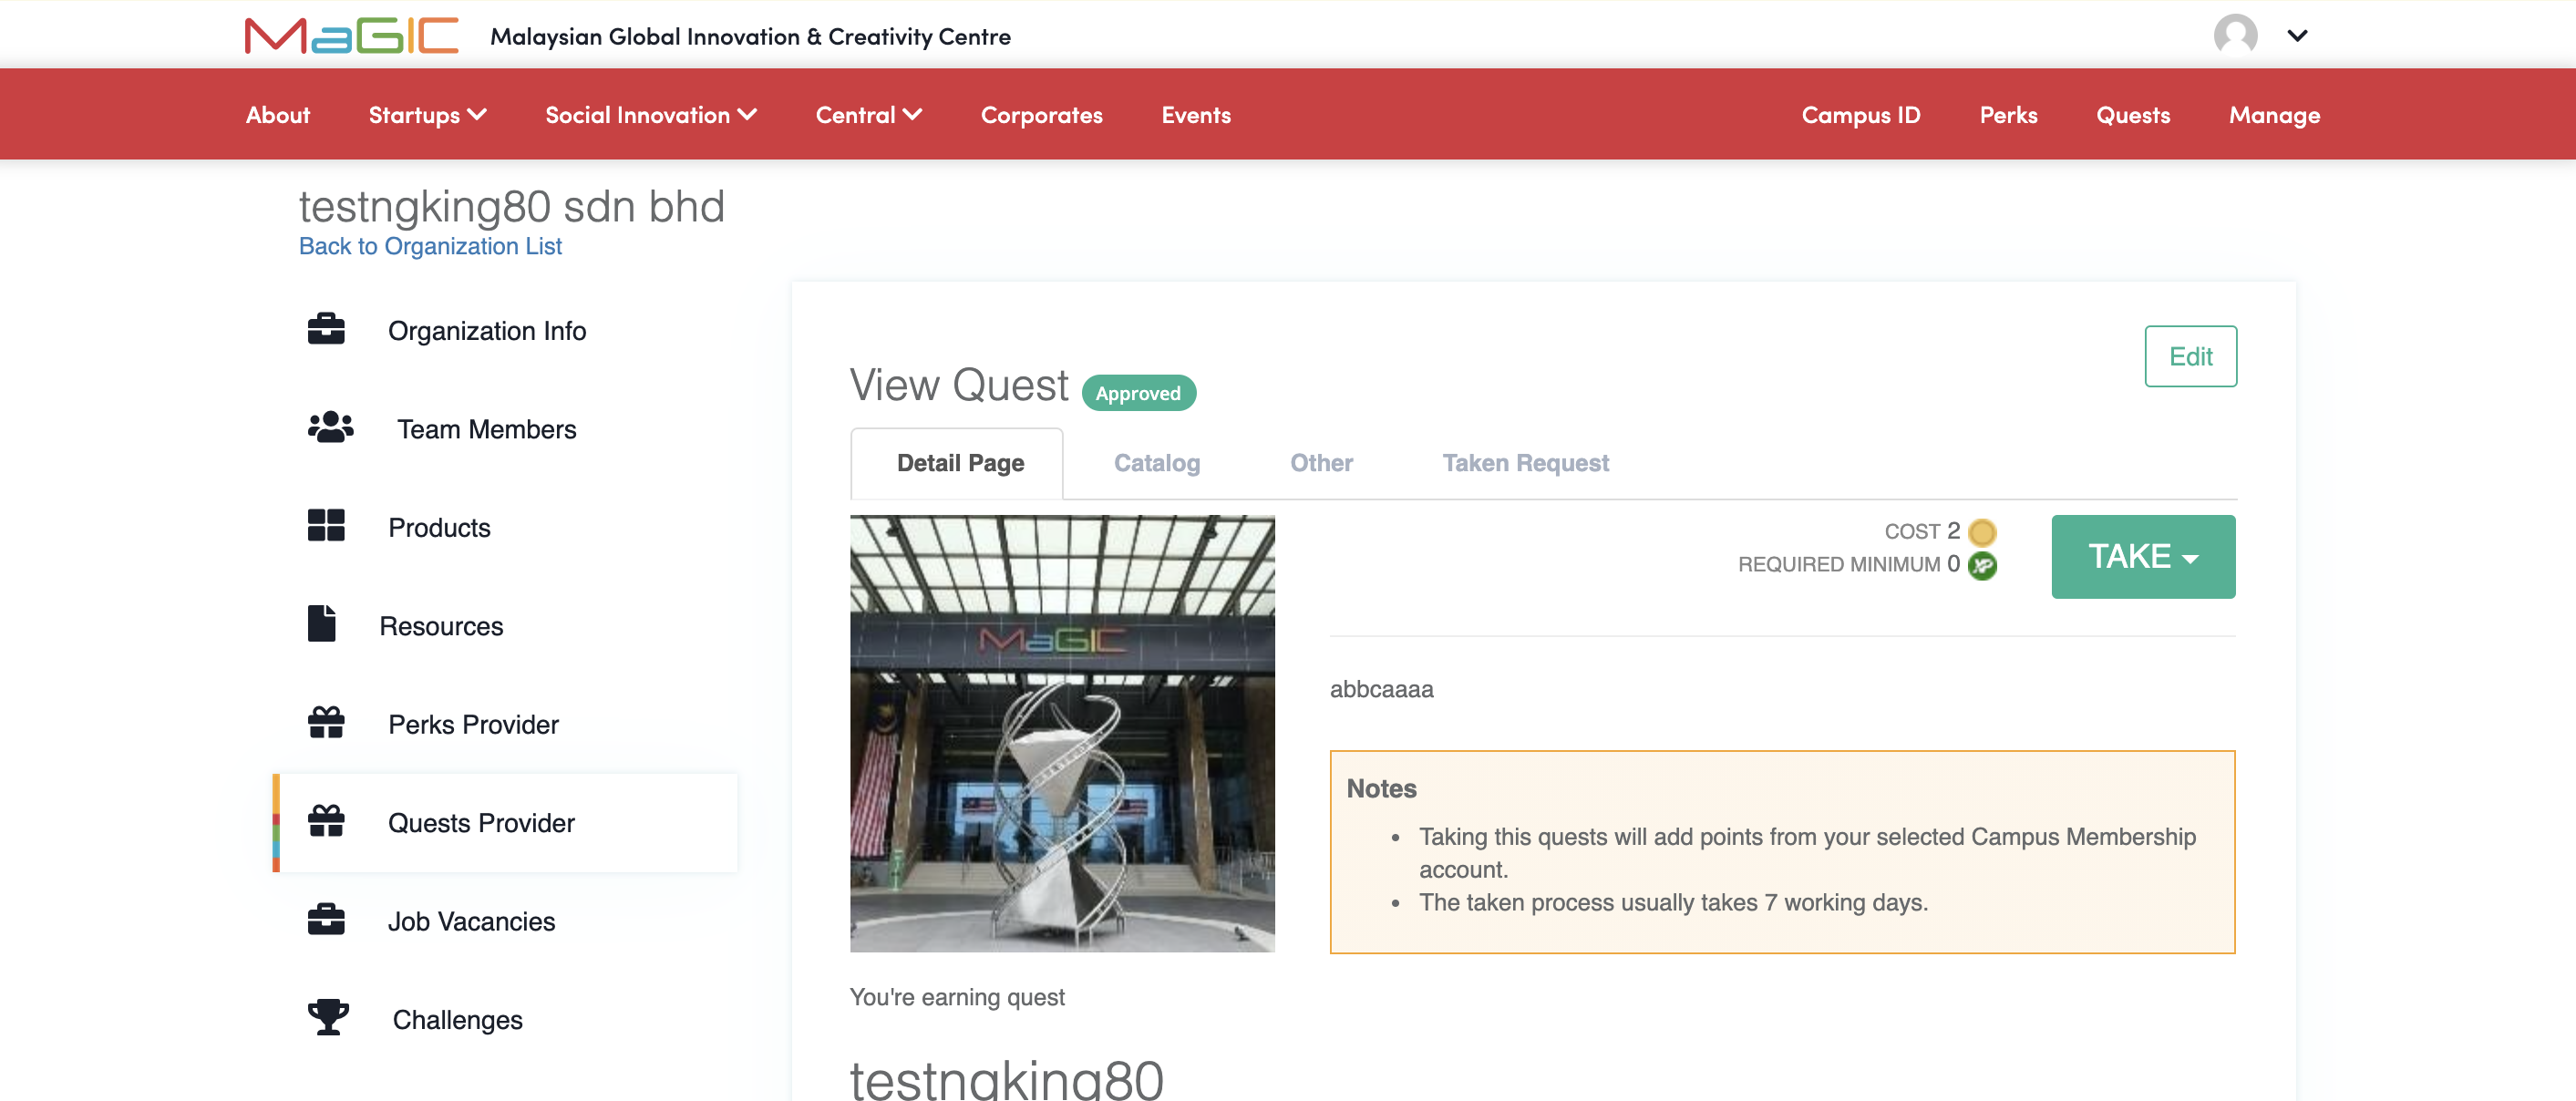 MaGIC Malaysian Global Innovation & Creativity Centre
About Startups Social Innovation Central Corporates Events Campus ID Perks Quests Manage
testngking80 sdn bhd
Back to Organization List
Organization Info
Team Members
Products
Resources
Perks Provider
Quests Provider
Job Vacancies
Challenges
Edit
View Quest Approved
Detail Page Catalog Other Taken Request
MaGIC
COST 2
REQUIRED MINIMUM 0 XP
TAKE
abbcaaaa
Notes
• Taking this quests will add points from your selected Campus Membership
account.
• The taken process usually takes 7 working days.
You're earning quest
testngking80